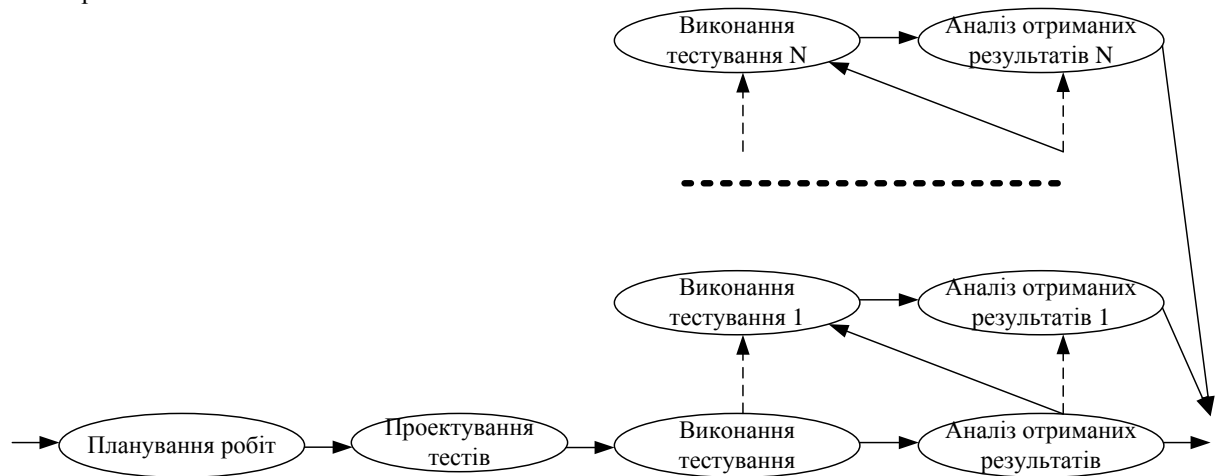 Виконання
тестування N
Аналіз отриманих
результатів N
Виконання
тестування 1
Аналіз отриманих
результатів 1
Планування робіт
Проектування
тестів
Виконання
тестування
Аналіз отриманих
результатів